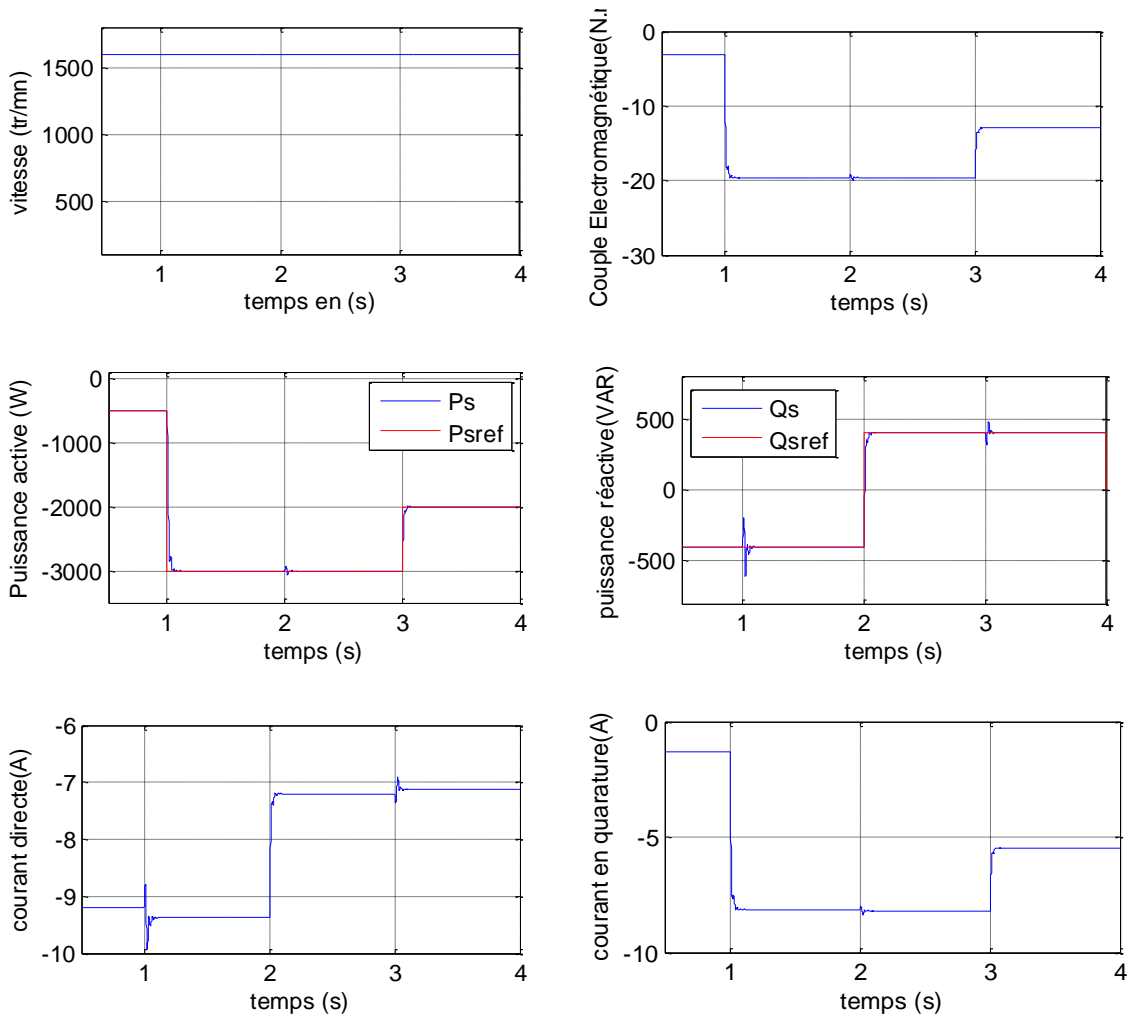 vitesse (tr/mn)
1500
1000
500
1 2 3 4
temps en (s)
Couple Electromagnétique(N.
0
-10
-20
-30
1 2 3 4
temps (s)
Puissance active (W)
0
-1000
-2000
-3000
Ps
Psref
1 2 3 4
temps (s)
puissance réactive(VAR)
500
0
-500
Qs
Qsref
1 2 3 4
temps (s)
courant directe(A)
-6
-7
-8
-9
-10
1 2 3 4
temps (s)
courant en quarature(A)
0
-5
-10
1 2 3 4
temps (s)